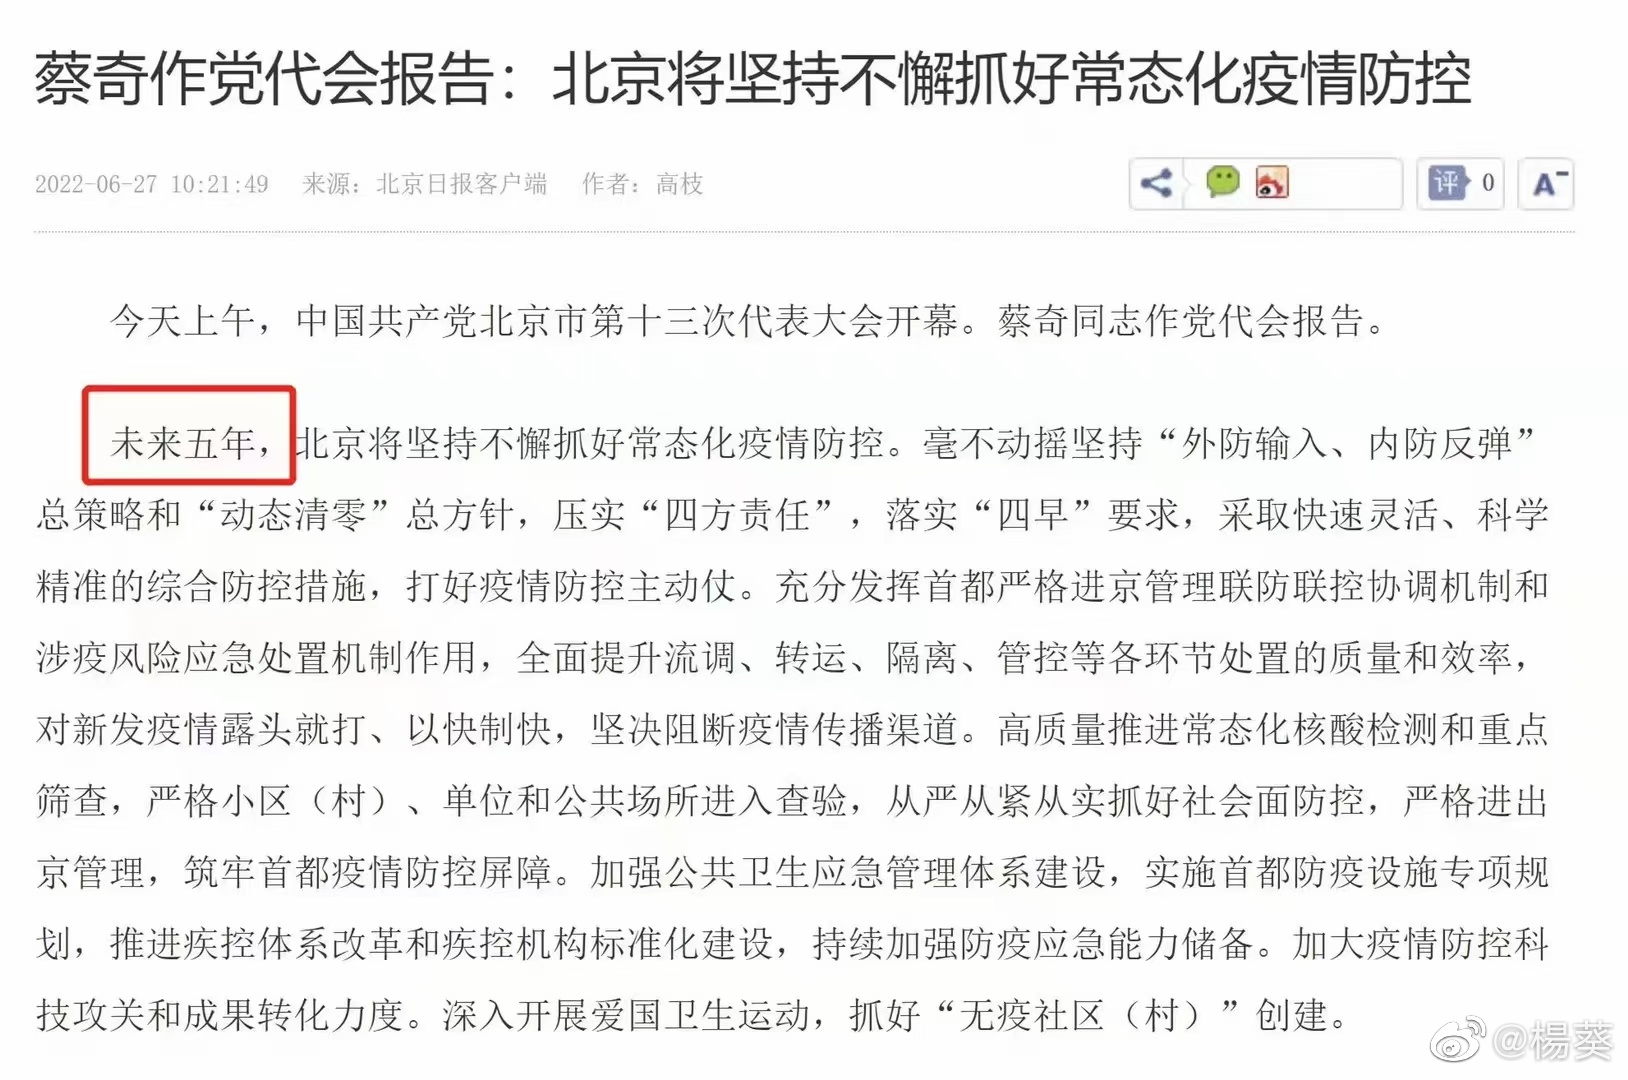 蔡奇作党代会报告：北京将坚持不懈抓好常态化疫情防控
2022-06-27 10:21:49 来源：北京日报客户端 作者：高枝
评 0 A-
今天上午，中国共产党北京市第十三次代表大会开幕。蔡奇同志作党代会报告。
未来五年，北京将坚持不懈抓好常态化疫情防控。毫不动摇坚持“外防输入、内防反弹”
总策略和“动态清零”总方针，压实“四方责任”，落实“四早”要求，采取快速灵活、科学
精准的综合防控措施，打好疫情防控主动仗。充分发挥首都严格进京管理联防联控协调机制和
涉疫风险应急处置机制作用，全面提升流调、转运、隔离、管控等各环节处置的质量和效率，
对新发疫情露头就打、以快制快，坚决阻断疫情传播渠道。高质量推进常态化核酸检测和重点
筛查，严格小区（村）、单位和公共场所进入查验，从严从紧从实抓好社会面防控，严格进出
京管理，筑牢首都疫情防控屏障。加强公共卫生应急管理体系建设，实施首都防疫设施专项规
划，推进疾控体系改革和疾控机构标准化建设，持续加强防疫应急能力储备。加大疫情防控科
技攻关和成果转化力度。深入开展爱国卫生运动，抓好“无疫社区（村）”创建。
@楊葵